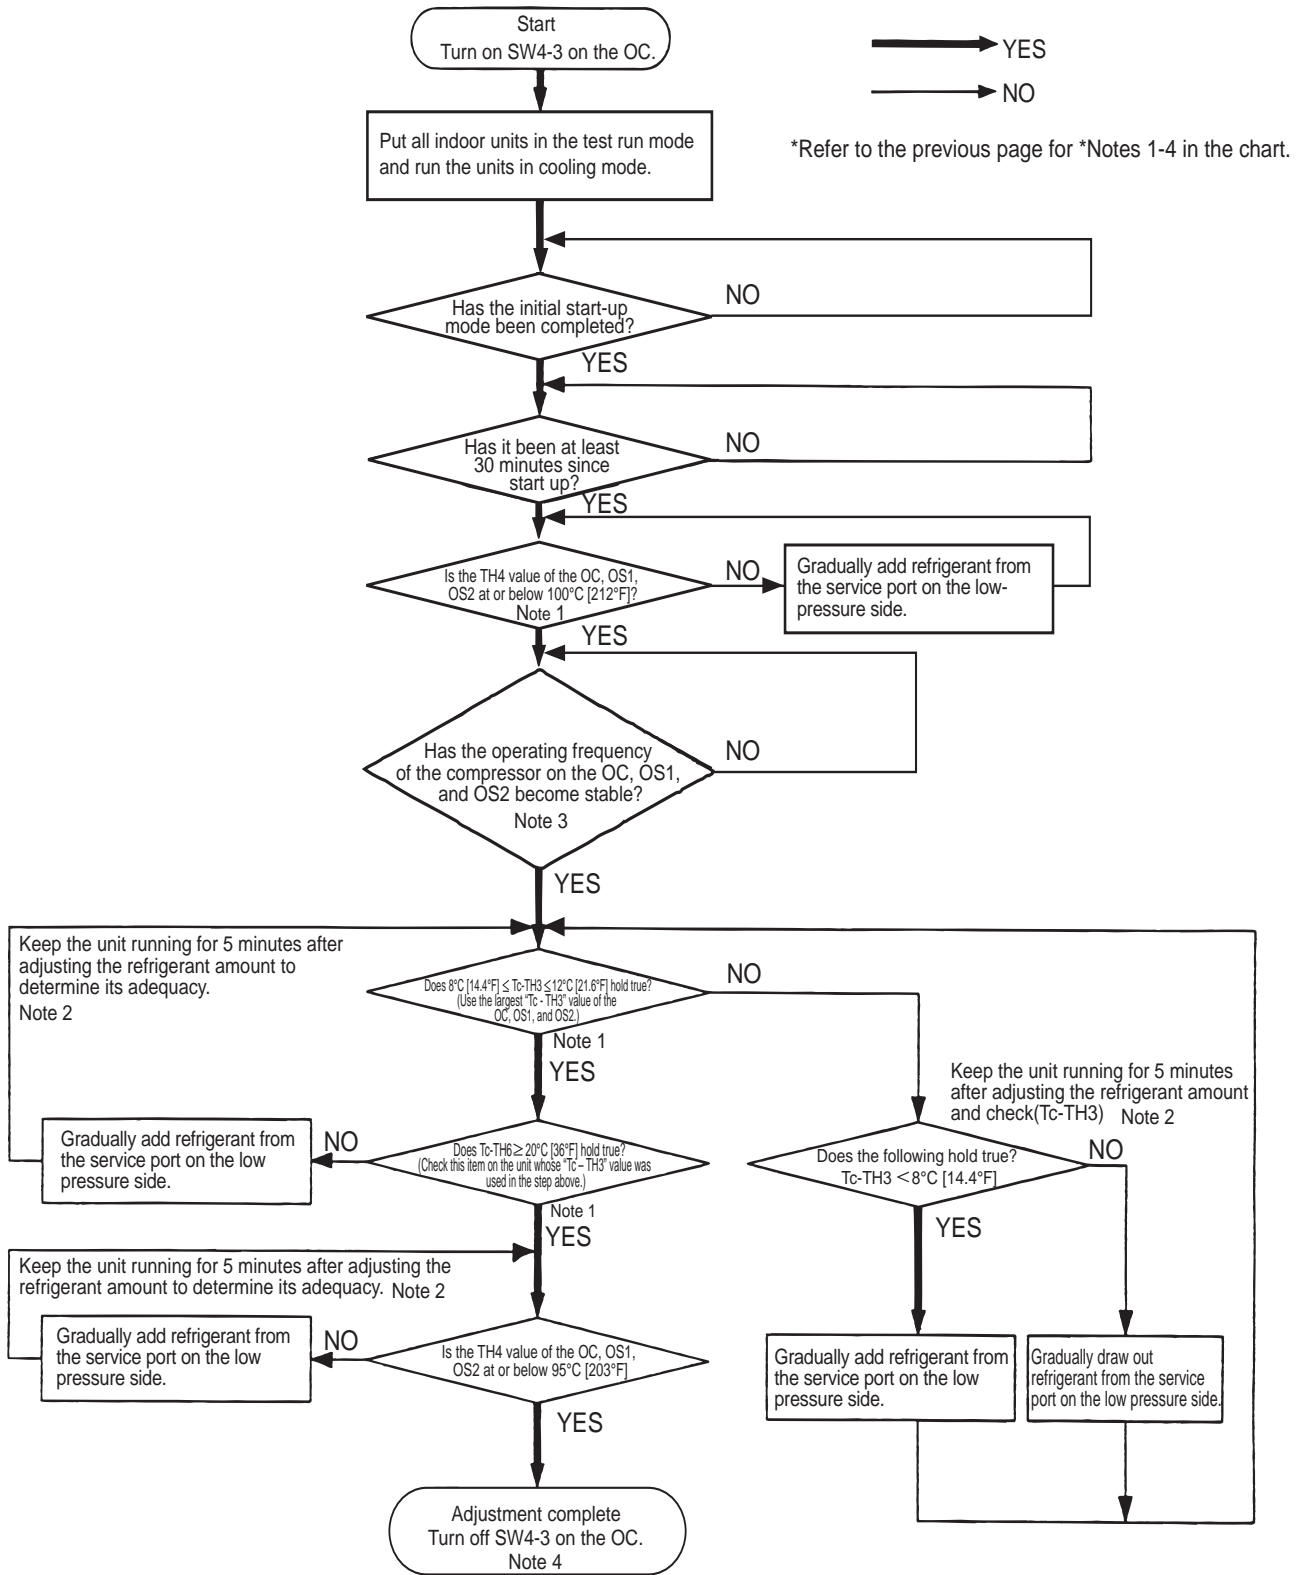 Start
Turn on SW4-3 on the OC.
YES
NO
*Refer to the previous page for *Notes 1-4 in the chart.
Put all indoor units in the test run mode
and run the units in cooling mode.
Has the initial start-up
mode been completed?
NO
YES
Has it been at least
30 minutes since
start up?
NO
YES
Is the TH4 value of the OC, OS1,
OS2 at or below 100°C [212°F]?
Note 1
NO
Gradually add refrigerant from
the service port on the low-
pressure side.
YES
Has the operating frequency
of the compressor on the OC, OS1,
and OS2 become stable?
Note 3
NO
YES
Keep the unit running for 5 minutes after
adjusting the refrigerant amount to
determine its adequacy.
Note 2
Does 8°C [14.4°F] ≤ Tc-TH3 ≤12°C [21.6°F] hold true?
(Use the largest “Tc - TH3” value of the
OC, OS1, and OS2.)
Note 1
NO
YES
Keep the unit running for 5 minutes
after adjusting the refrigerant amount
and check(Tc-TH3) Note 2
Gradually add refrigerant from
the service port on the low
pressure side.
NO
Does Tc-TH6 ≥ 20°C [36°F] hold true?
(Check this item on the unit whose “Tc – TH3” value was
used in the step above.)
Note 1
YES
Does the following hold true?
Tc-TH3 <8°C [14.4°F]
NO
YES
Keep the unit running for 5 minutes after adjusting the
refrigerant amount to determine its adequacy. Note 2
Gradually add refrigerant from
the service port on the low
pressure side.
NO
Is the TH4 value of the OC, OS1,
OS2 at or below 95°C [203°F]
YES
Gradually add refrigerant from
the service port on the low
pressure side.
Gradually draw out
refrigerant from the service
port on the low pressure side.
Adjustment complete
Turn off SW4-3 on the OC.
Note 4